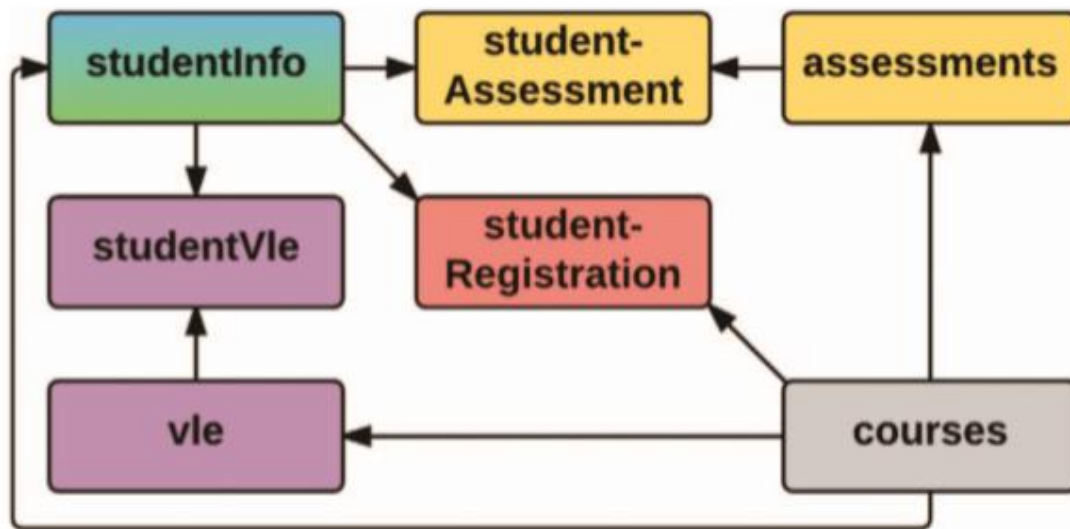 studentInfo
student-
Assessment
assessments
studentVle
student-
Registration
vle
courses